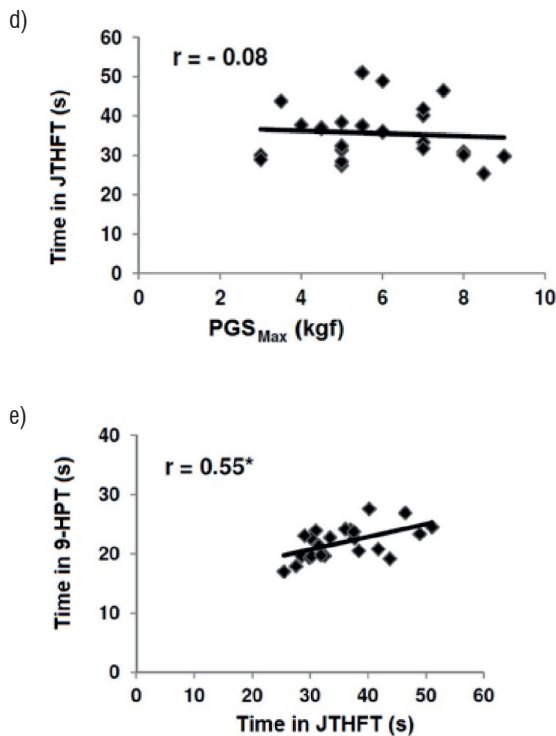 d)
r = - 0.08
Time in JTHFT (s)
60
50
40
30
20
10
0
0 2 4 6 8 10
PGSMax (kgf)
e)
r = 0.55*
Time in 9-HPT (s)
40
30
20
10
0
0 10 20 30 40 50 60
Time in JTHFT (s)